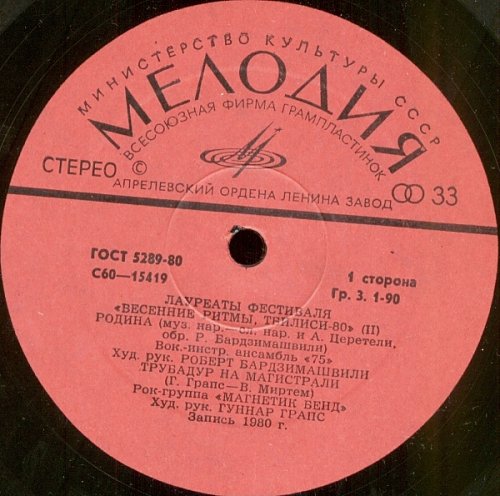 МИНИСТЕРСТВО КУЛЬТУРЫ СССР
МЕЛОДИЯ
ВСЕСОЮЗНАЯ ФИРМА ГРАМПЛАСТИНОК
СТЕРЕО © 33
АПРЕЛЕВСКИЙ ОРДЕНА ЛЕНИНА ЗАВОД
ГОСТ 5289-80
С60—15419
1 сторона
Гр. 3. 1-90
ЛАУРЕАТЫ ФЕСТИВАЛЯ
«ВЕСЕННИЕ РИТМЫ, ТБИЛИСИ-80» (II)
РОДИНА (муз. нар.— сл. нар. и А. Церетели,
обр. Р. Бардзимашвили)
Вок.-инстр. ансамбль «75»
Худ. рук. РОБЕРТ БАРДЗИМАШВИЛИ
ТРУБАДУР НА МАГИСТРАЛИ
(Г. Грапс—В. Миртем)
Рок-группа «МАГНЕТИК БЕНД»
Худ. рук. ГУННАР ГРАПС
Запись 1980 г.